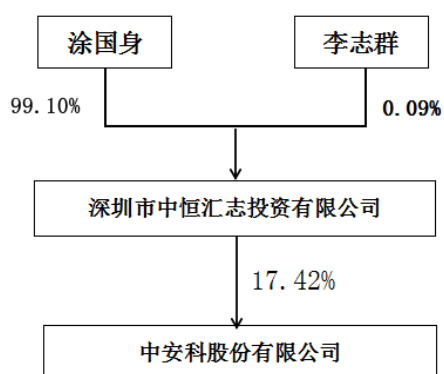 涂国身
李志群
99.10%
0.09%
深圳市中恒汇志投资有限公司
17.42%
中安科股份有限公司